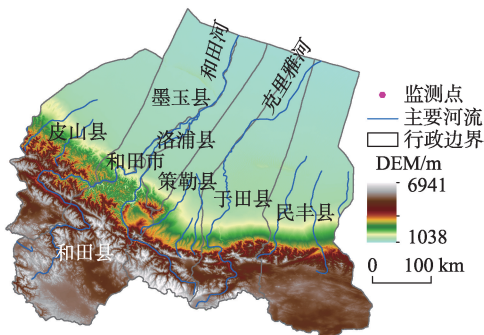 和田河
克里雅河
墨玉县
皮山县
洛浦县
和田市
策勒县
于田县
民丰县
和田县
监测点
主要河流
行政边界
DEM/m
6941
1038
0 100 km